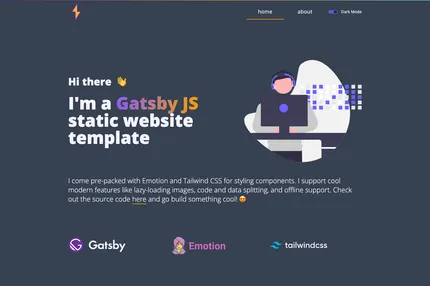 home about Dark Mode
Hi there 👋
I'm a Gatsby JS
static website
template
I come pre-packed with Emotion and Tailwind CSS for styling components. I support cool
modern features like lazy-loading images, code and data splitting, and offline support. Check
out the source code here and go build something cool! 😍
Gatsby Emotion tailwindcss